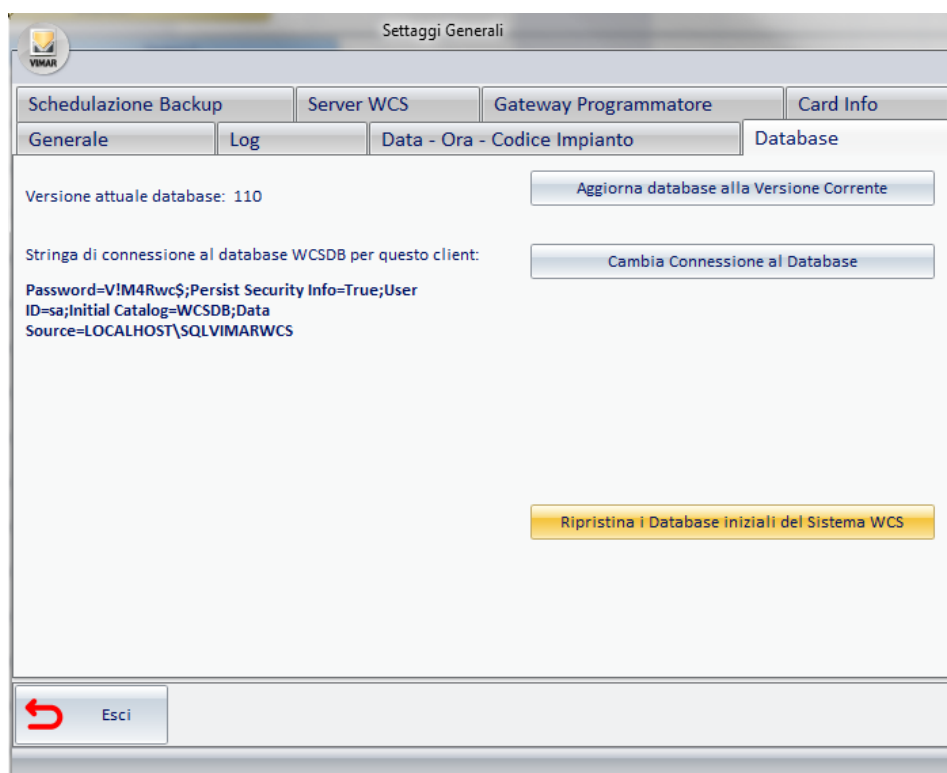 Settaggi Generali
VIMAR
Schedulazione Backup
Server WCS
Gateway Programmatore
Card Info
Generale
Log
Data - Ora - Codice Impianto
Database
Versione attuale database: 110
Aggiorna database alla Versione Corrente
Stringa di connessione al database WCSDB per questo client:
Cambia Connessione al Database
Password=V!M4Rwc$;Persist Security Info=True;User
ID=sa;Initial Catalog=WCSDB;Data
Source=LOCALHOST\SQLVIMARWCS
Ripristina i Database iniziali del Sistema WCS
Esci